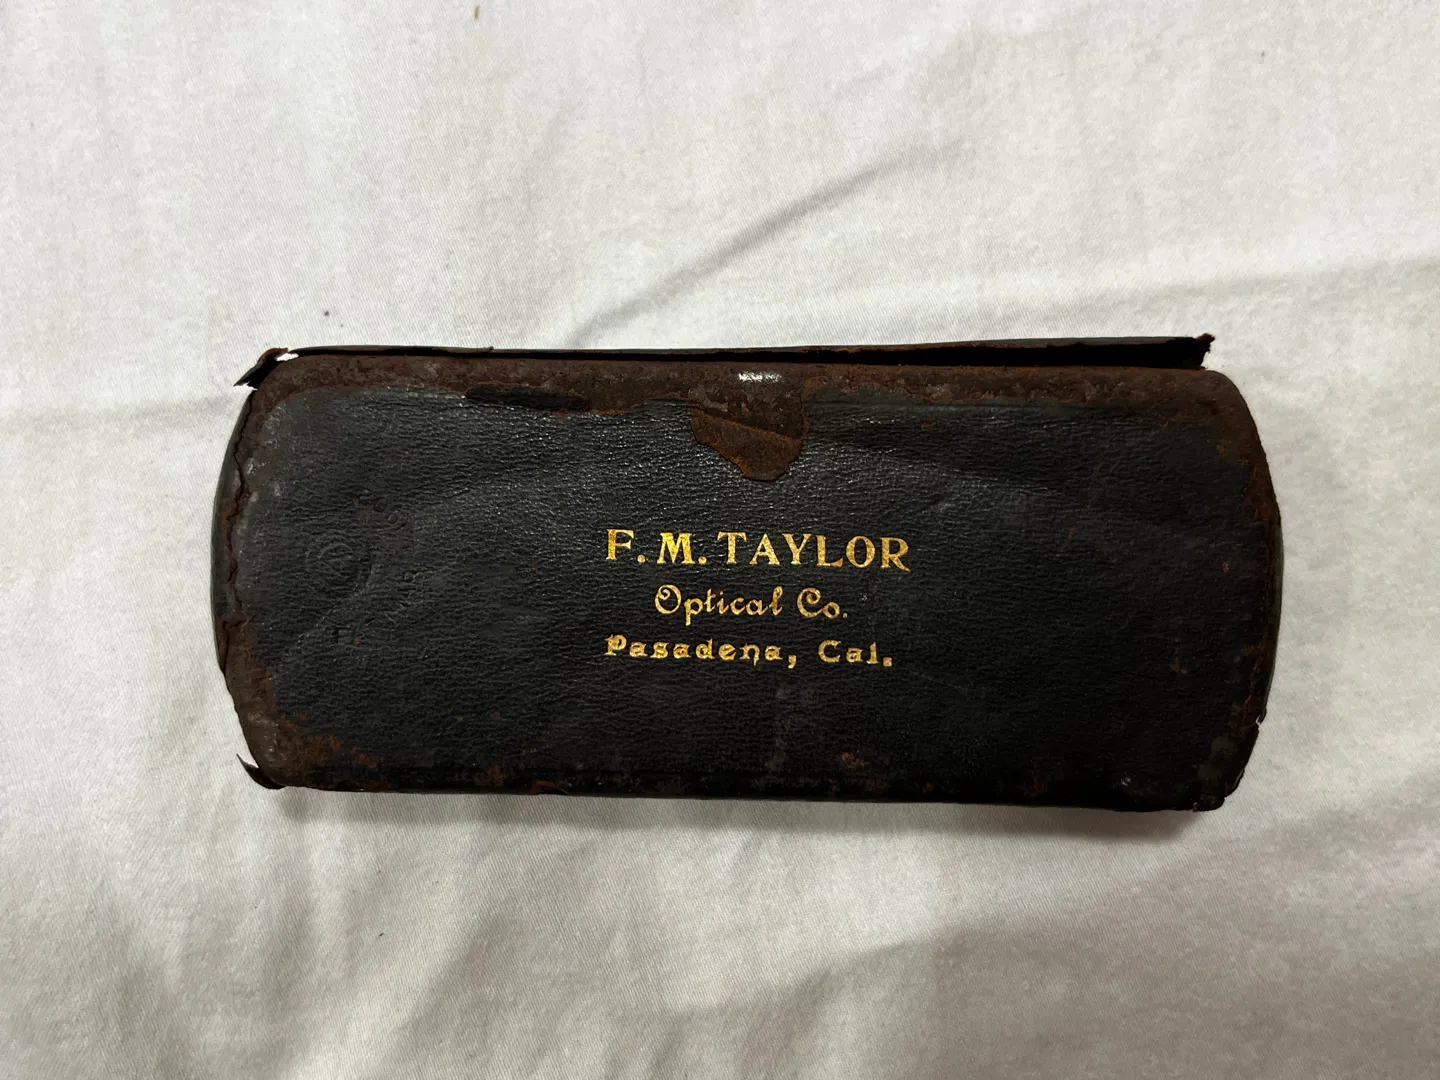 F. M. TAYLOR
Optical Co.
Pasadena, Cal.